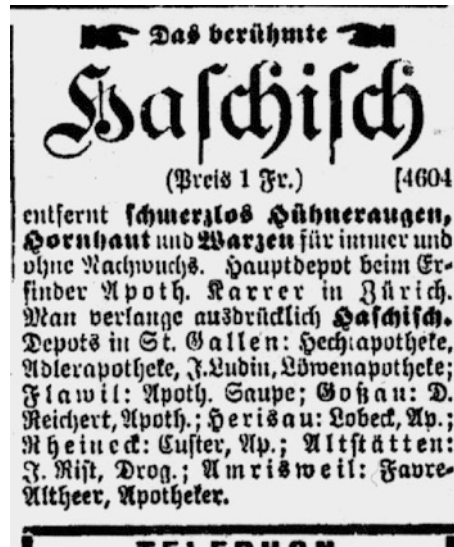 Das berühmte
Haschisch
(Preis 1 Fr.) [4604
entfernt schmerzlos Hühneraugen,
Hornhaut und Warzen für immer und
ohne Nachwuchs. Hauptdepot beim Er-
finder Apoth. Karrer in Zürich.
Man verlange ausdrücklich Haschisch.
Depots in St. Gallen: Hechtapotheke,
Adlerapotheke, J. Ludin, Löwenapotheke;
Flawil: Apoth. Saupe; Goßau: D.
Reichert, Apoth.; Herisau: Lobeck, Ap.;
Rheineck: Custer, Ap.; Altstätten:
J. Rist, Drog.; Amrisweil: Favre-
Altheer, Apotheker.
TELEPHON